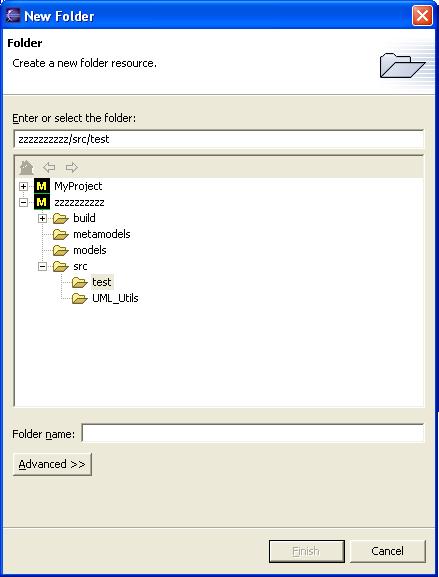 New Folder
Folder
Create a new folder resource.
Enter or select the folder:
zzzzzzzzzz/src/test
M MyProject
M zzzzzzzzzz
build
metamodels
models
src
test
UML_Utils
Folder name:
Advanced >>
Finish Cancel